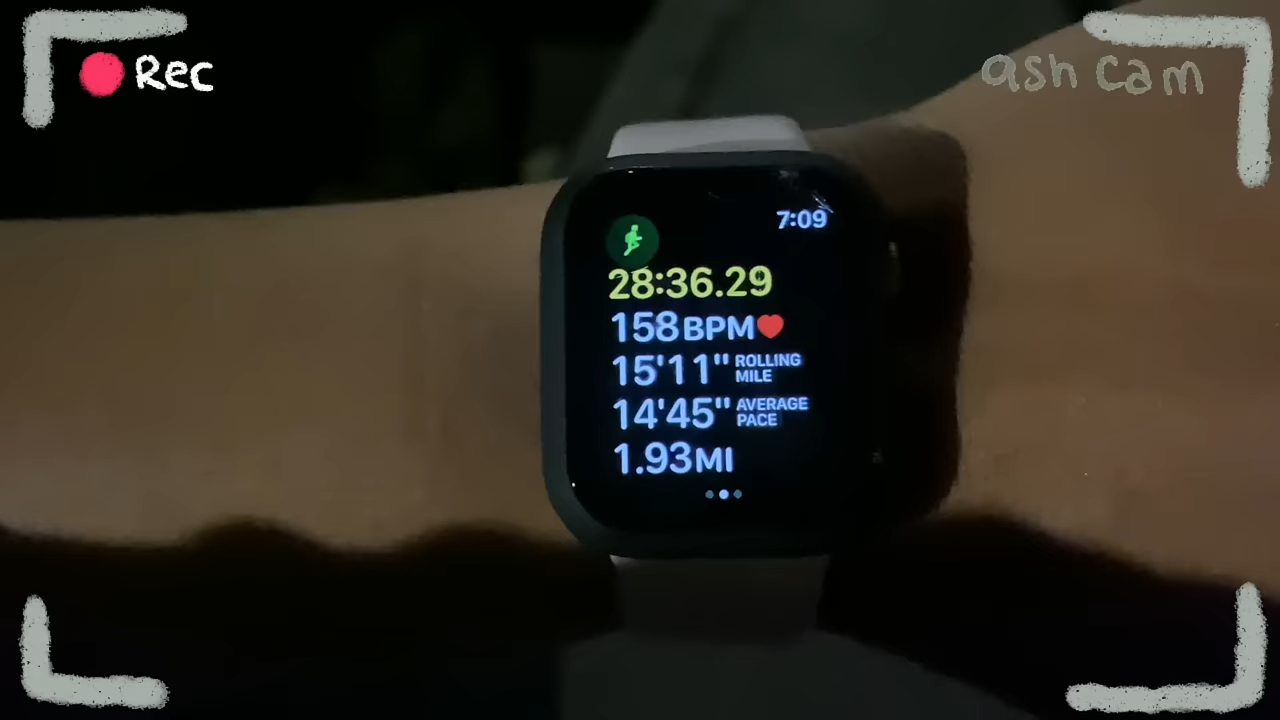 Rec
ash cam
7:09
28:36.29
158BPM
15'11" ROLLING MILE
14'45" AVERAGE PACE
1.93MI